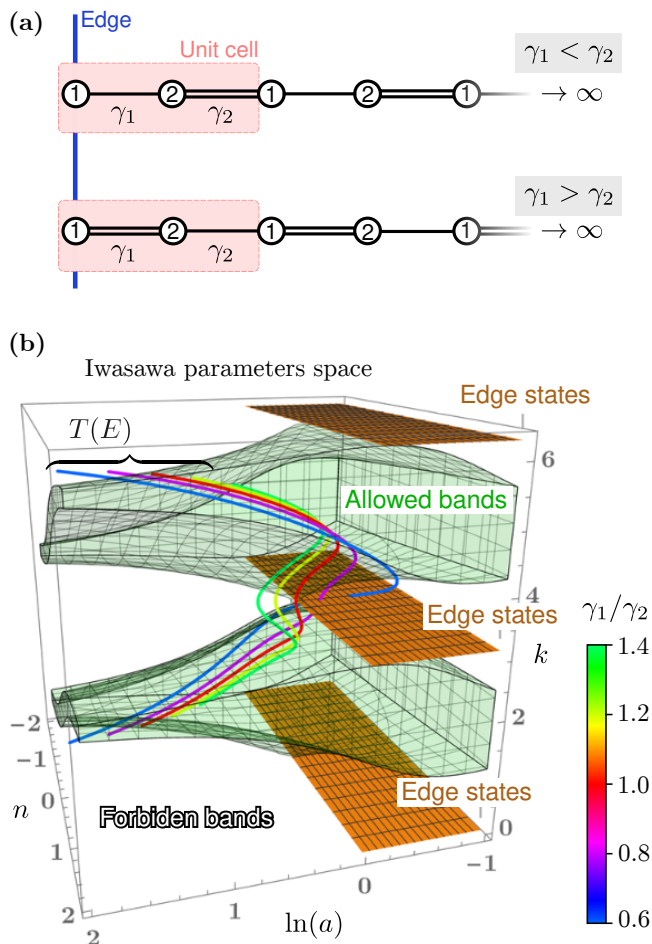 (a)
Edge
Unit cell
γ₁ < γ₂
1 2 1 2 1
→ ∞
γ₁ γ₂
γ₁ > γ₂
1 2 1 2 1
→ ∞
γ₁ γ₂
(b)
Iwasawa parameters space
Edge states
T(E)
6
Allowed bands
4
γ₁/γ₂
Edge states
k
1.4
2
−2
1.2
−1
n
0
Edge states
1.0
Forbiden bands
0
1
−1
0.8
0
2
1
2
ln(a)
0.6